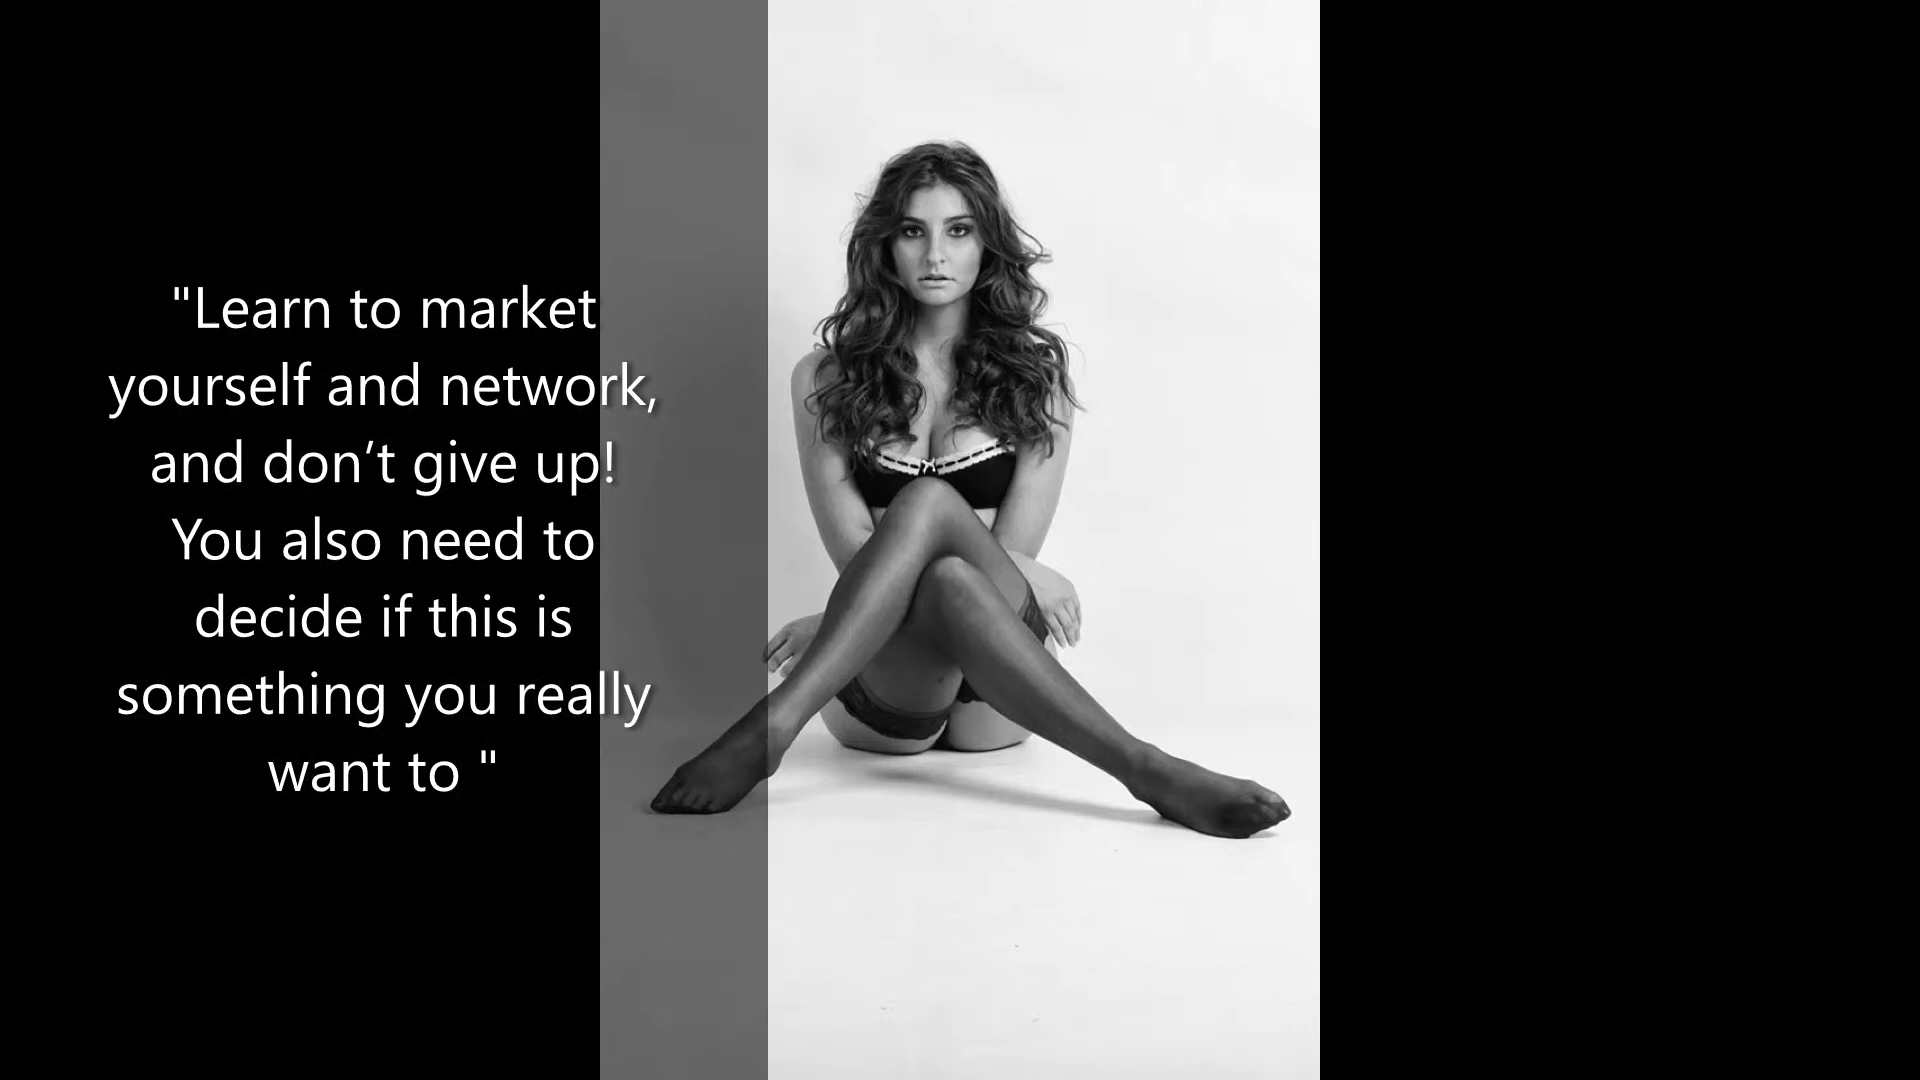 "Learn to market
yourself and network,
and don’t give up!
You also need to
decide if this is
something you really
want to "